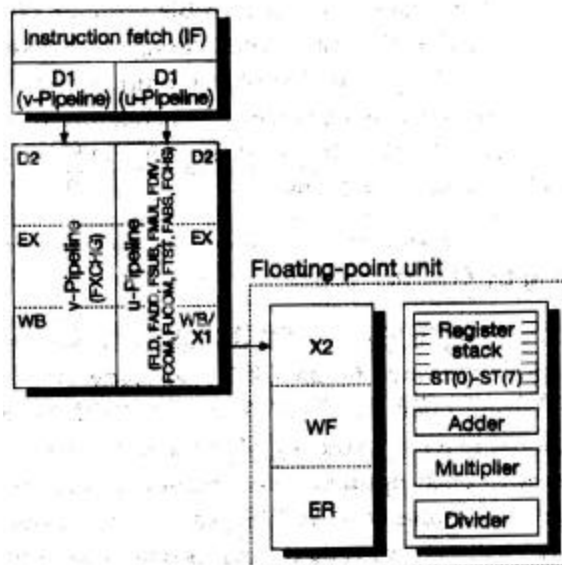 Instruction fetch (IF)
D1
(v-Pipeline)
D1
(u-Pipeline)
D2
EX
WB
v-Pipeline
(FXCHG)
u-Pipeline
(FLD, FADD, FSUB, FMUL, FDIV,
FCOM, FUCOM, FTST, FABS, FCHS)
D2
EX
WB/
X1
Floating-point unit
X2
WF
ER
Register
stack
ST(0)-ST(7)
Adder
Multiplier
Divider